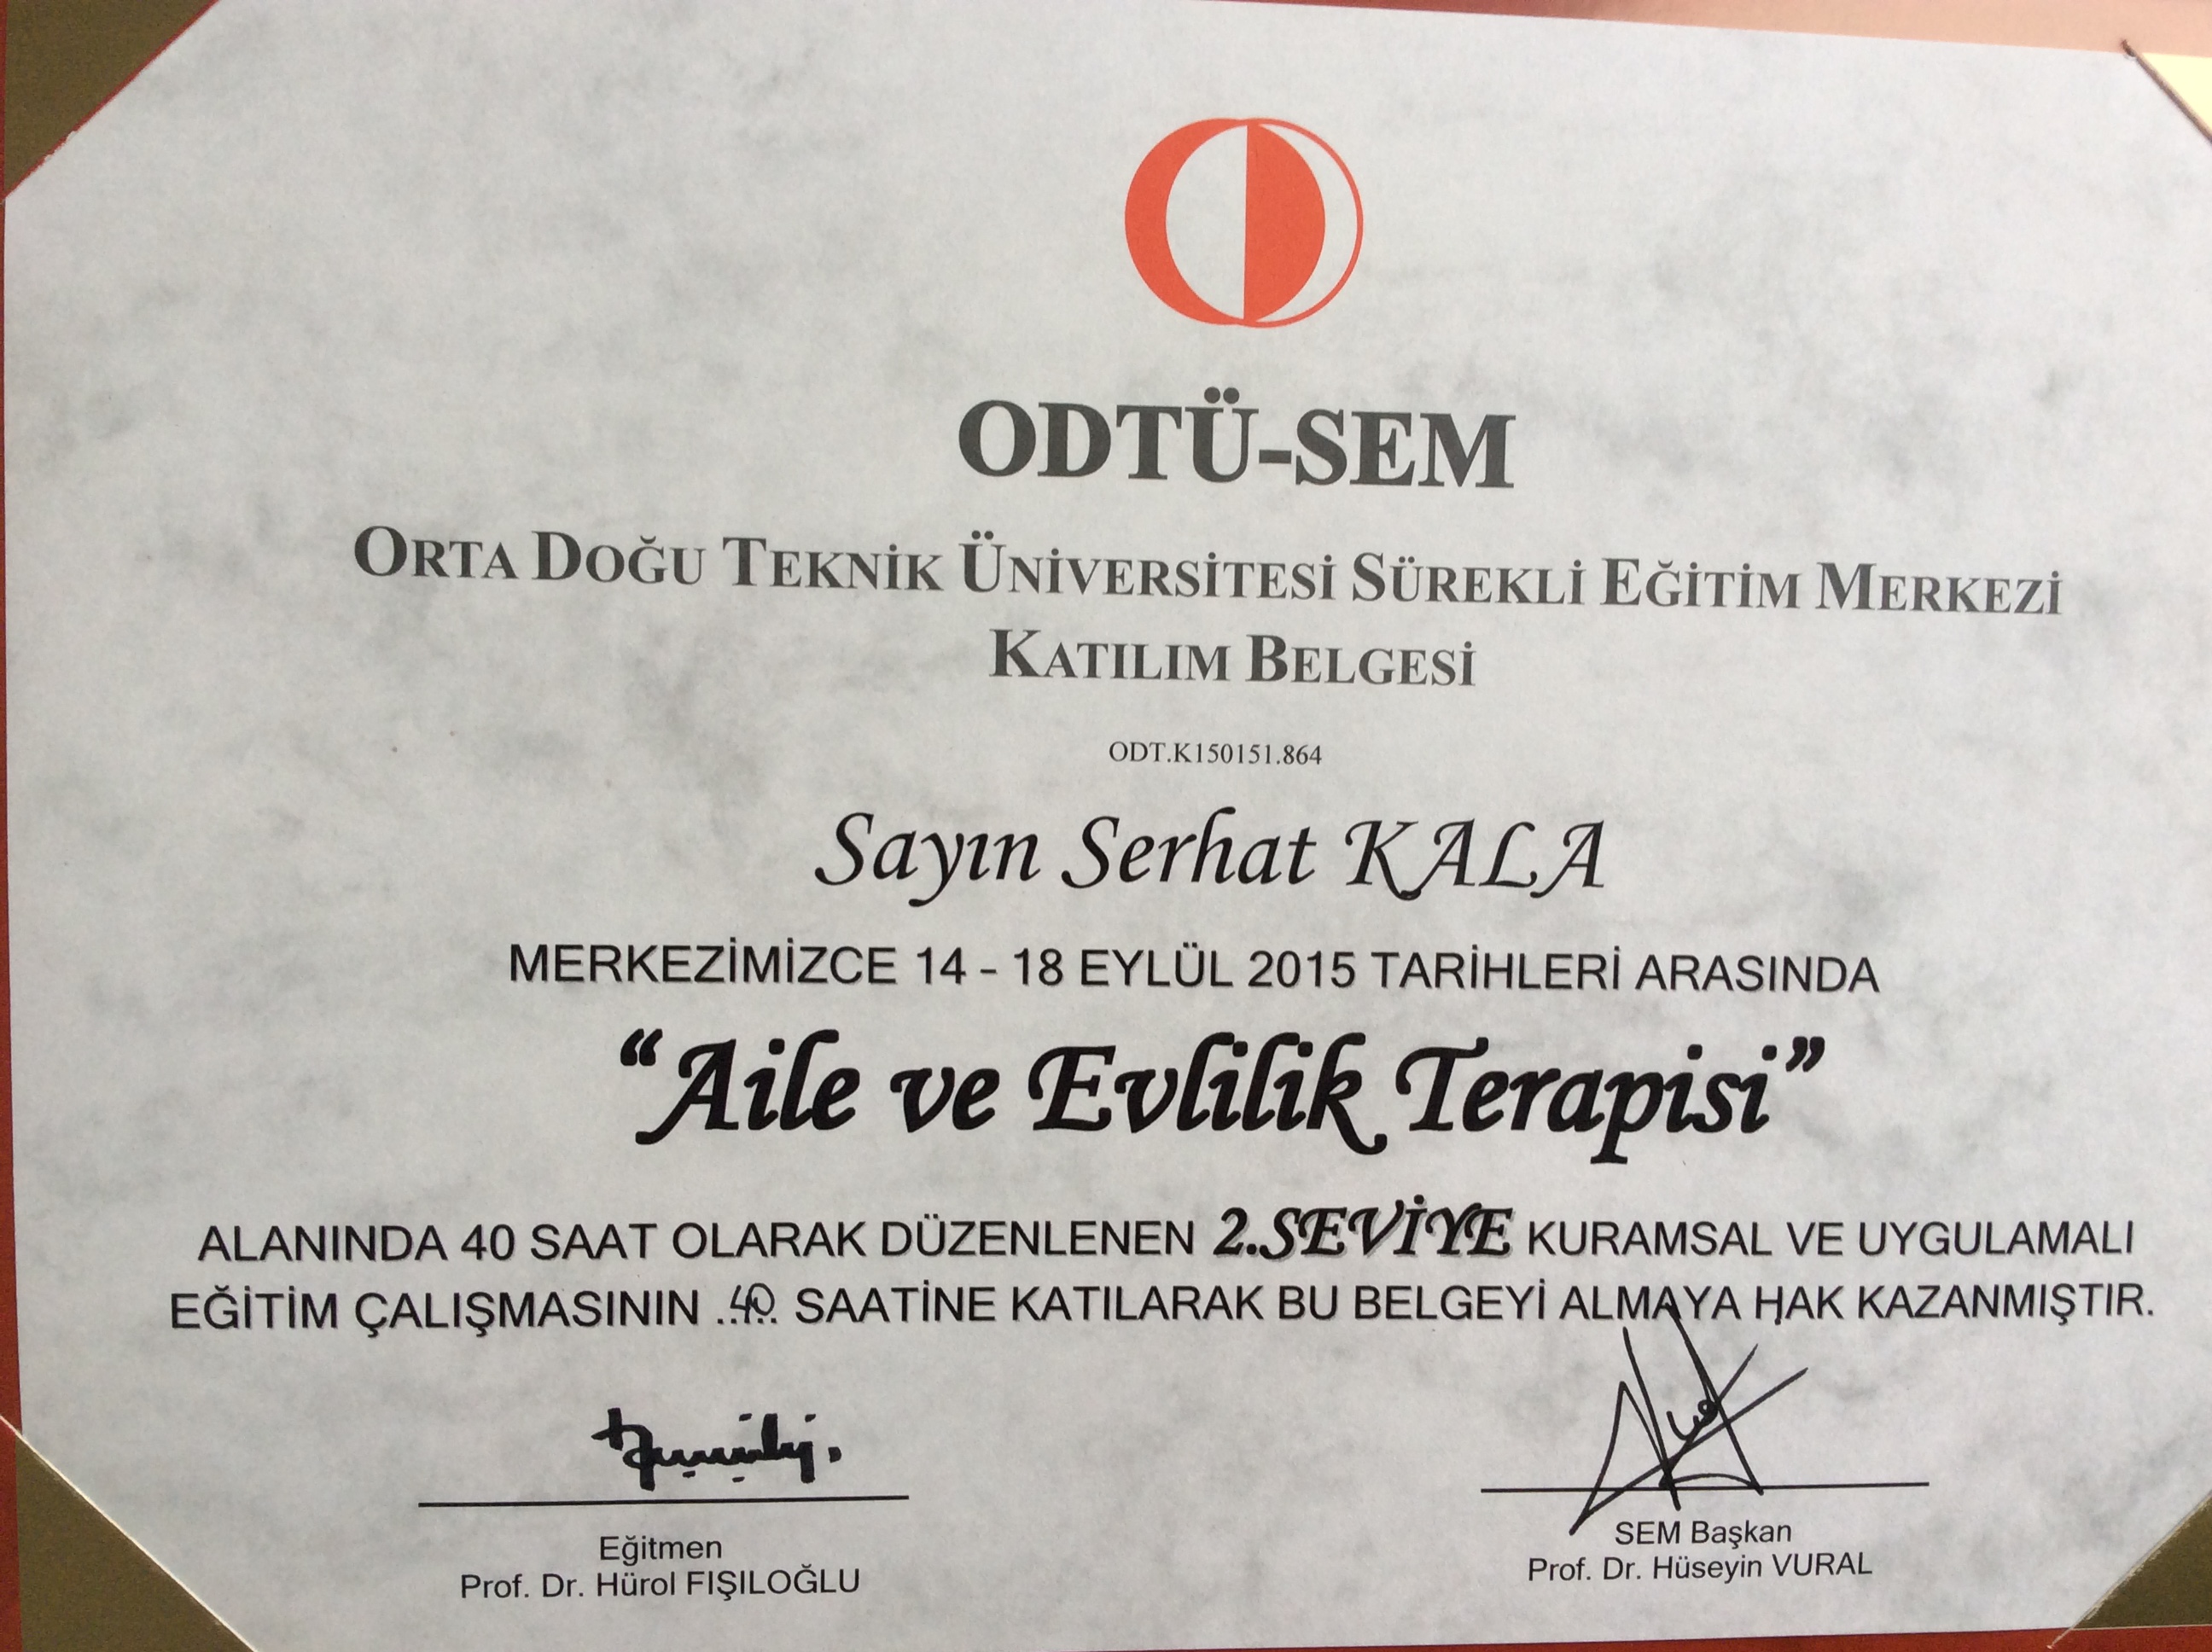 ODTÜ-SEM
ORTA DOĞU TEKNİK ÜNİVERSİTESİ SÜREKLİ EĞİTİM MERKEZİ
KATILIM BELGESİ
ODT.K150151.864
Sayın Serhat KALA
MERKEZİMİZCE 14 - 18 EYLÜL 2015 TARİHLERİ ARASINDA
“Aile ve Evlilik Terapisi”
ALANINDA 40 SAAT OLARAK DÜZENLENEN 2.SEVİYE KURAMSAL VE UYGULAMALI
EĞİTİM ÇALIŞMASININ ..40.. SAATİNE KATILARAK BU BELGEYİ ALMAYA HAK KAZANMIŞTIR.
Eğitmen
Prof. Dr. Hürol FIŞILOĞLU
SEM Başkan
Prof. Dr. Hüseyin VURAL